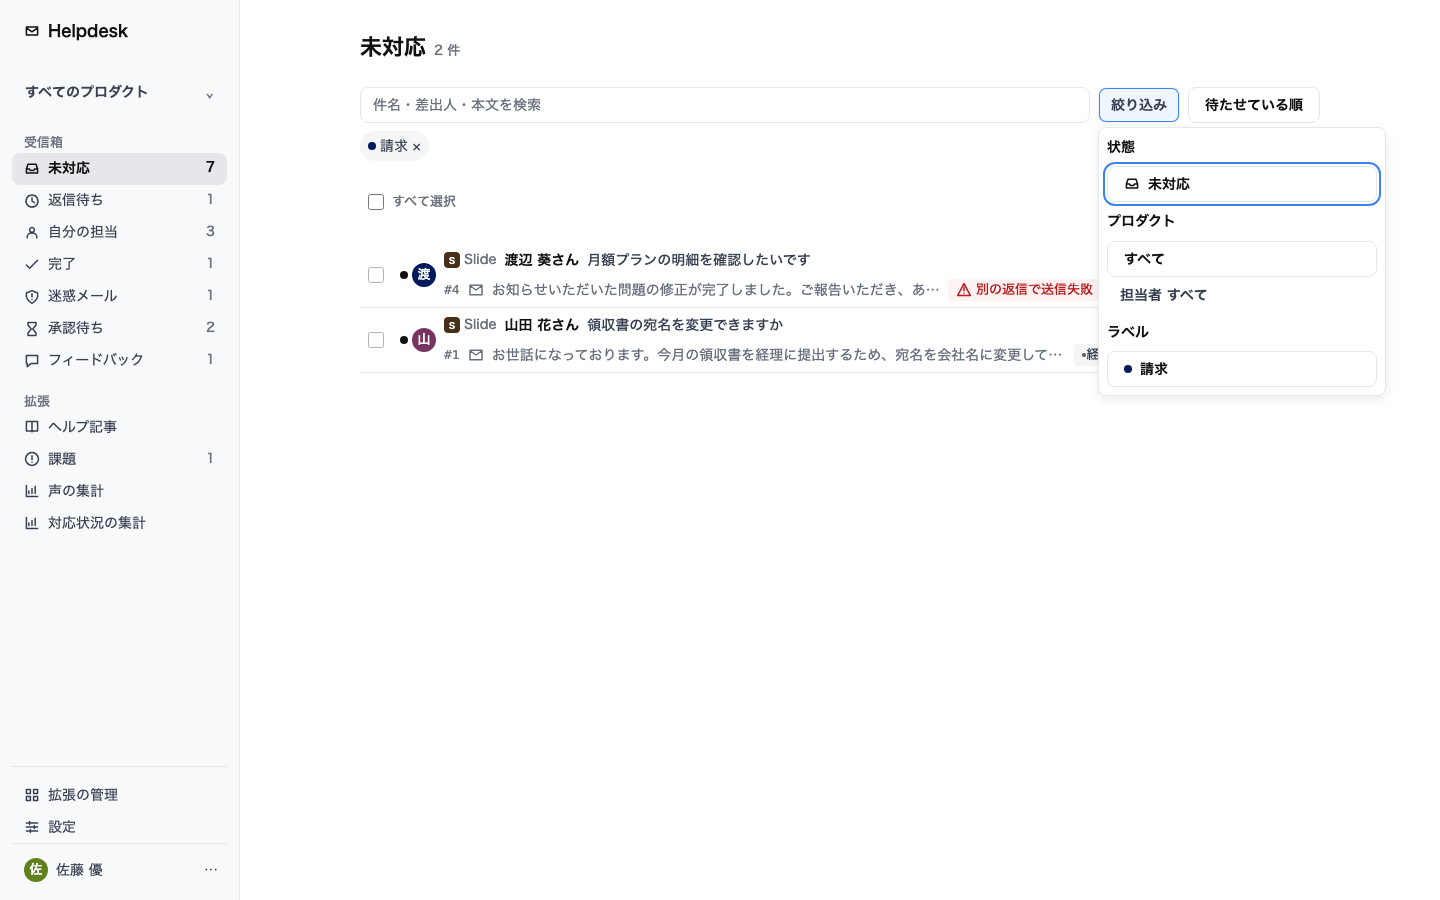 Helpdesk
すべてのプロダクト
受信箱
未対応 7
返信待ち 1
自分の担当 3
完了 1
迷惑メール 1
承認待ち 2
フィードバック 1
拡張
ヘルプ記事
課題 1
声の集計
対応状況の集計
拡張の管理
設定
佐 佐藤 優 …
未対応 2 件
件名・差出人・本文を検索
絞り込み
待たせている順
請求 ×
すべて選択
渡 S Slide 渡辺 葵さん 月額プランの明細を確認したいです
#4 お知らせいただいた問題の修正が完了しました。ご報告いただき、あ… 別の返信で送信失敗
山 S Slide 山田 花さん 領収書の宛名を変更できますか
#1 お世話になっております。今月の領収書を経理に提出するため、宛名を会社名に変更して… •経
状態
未対応
プロダクト
すべて
担当者 すべて
ラベル
請求